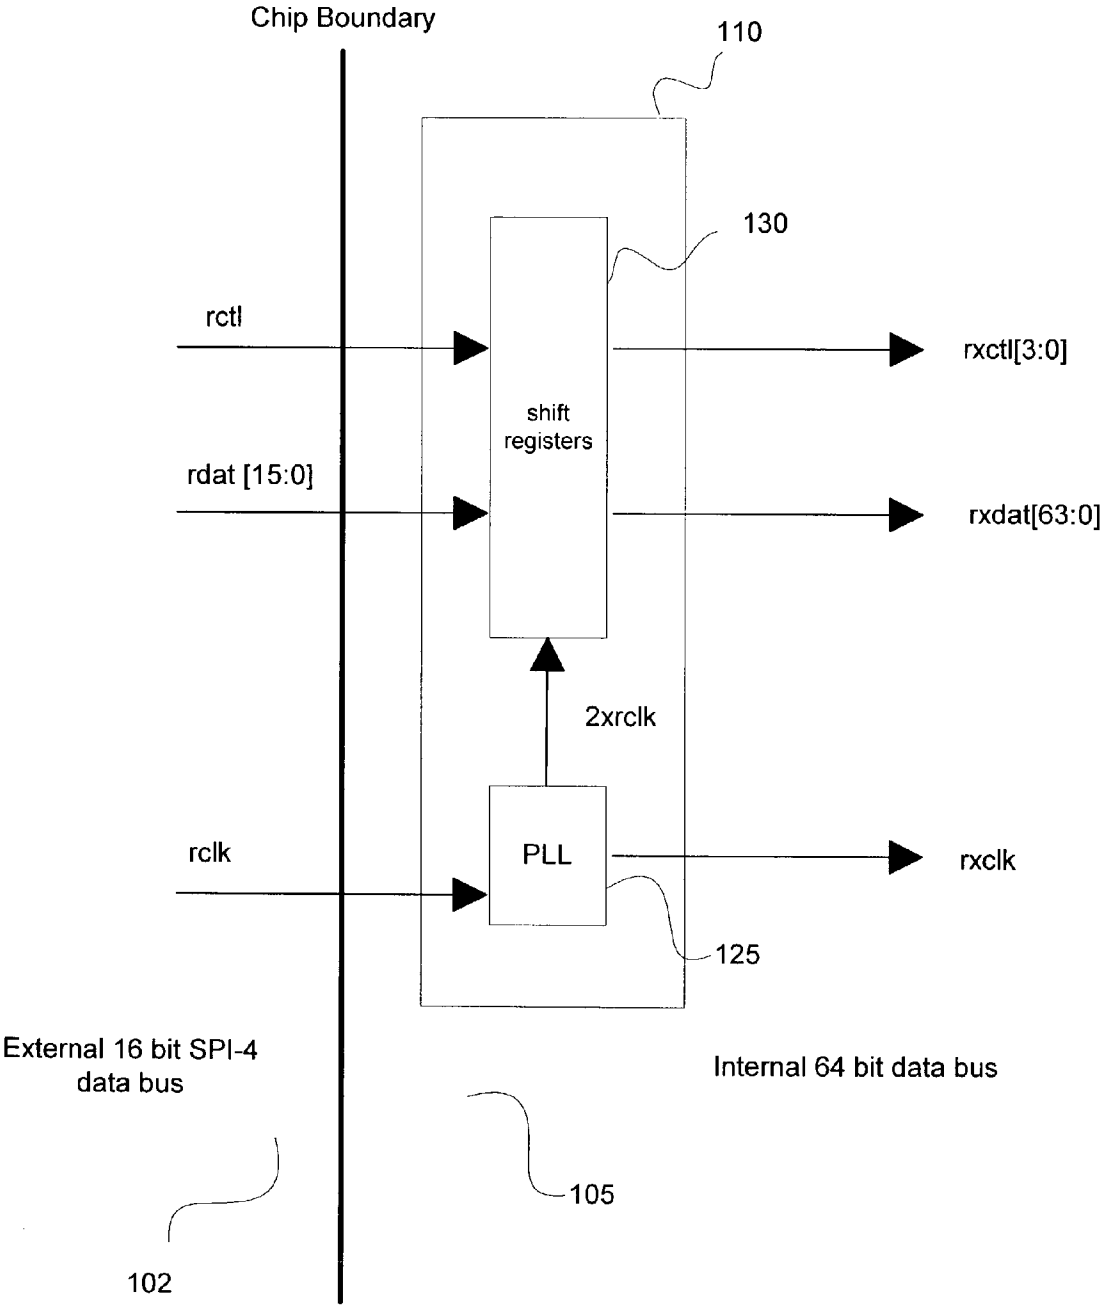 Chip Boundary
110
130
rctl
rxctl[3:0]
shift
registers
rdat [15:0]
rxdat[63:0]
2xrclk
rclk
PLL
rxclk
125
External 16 bit SPI-4
data bus
Internal 64 bit data bus
105
102